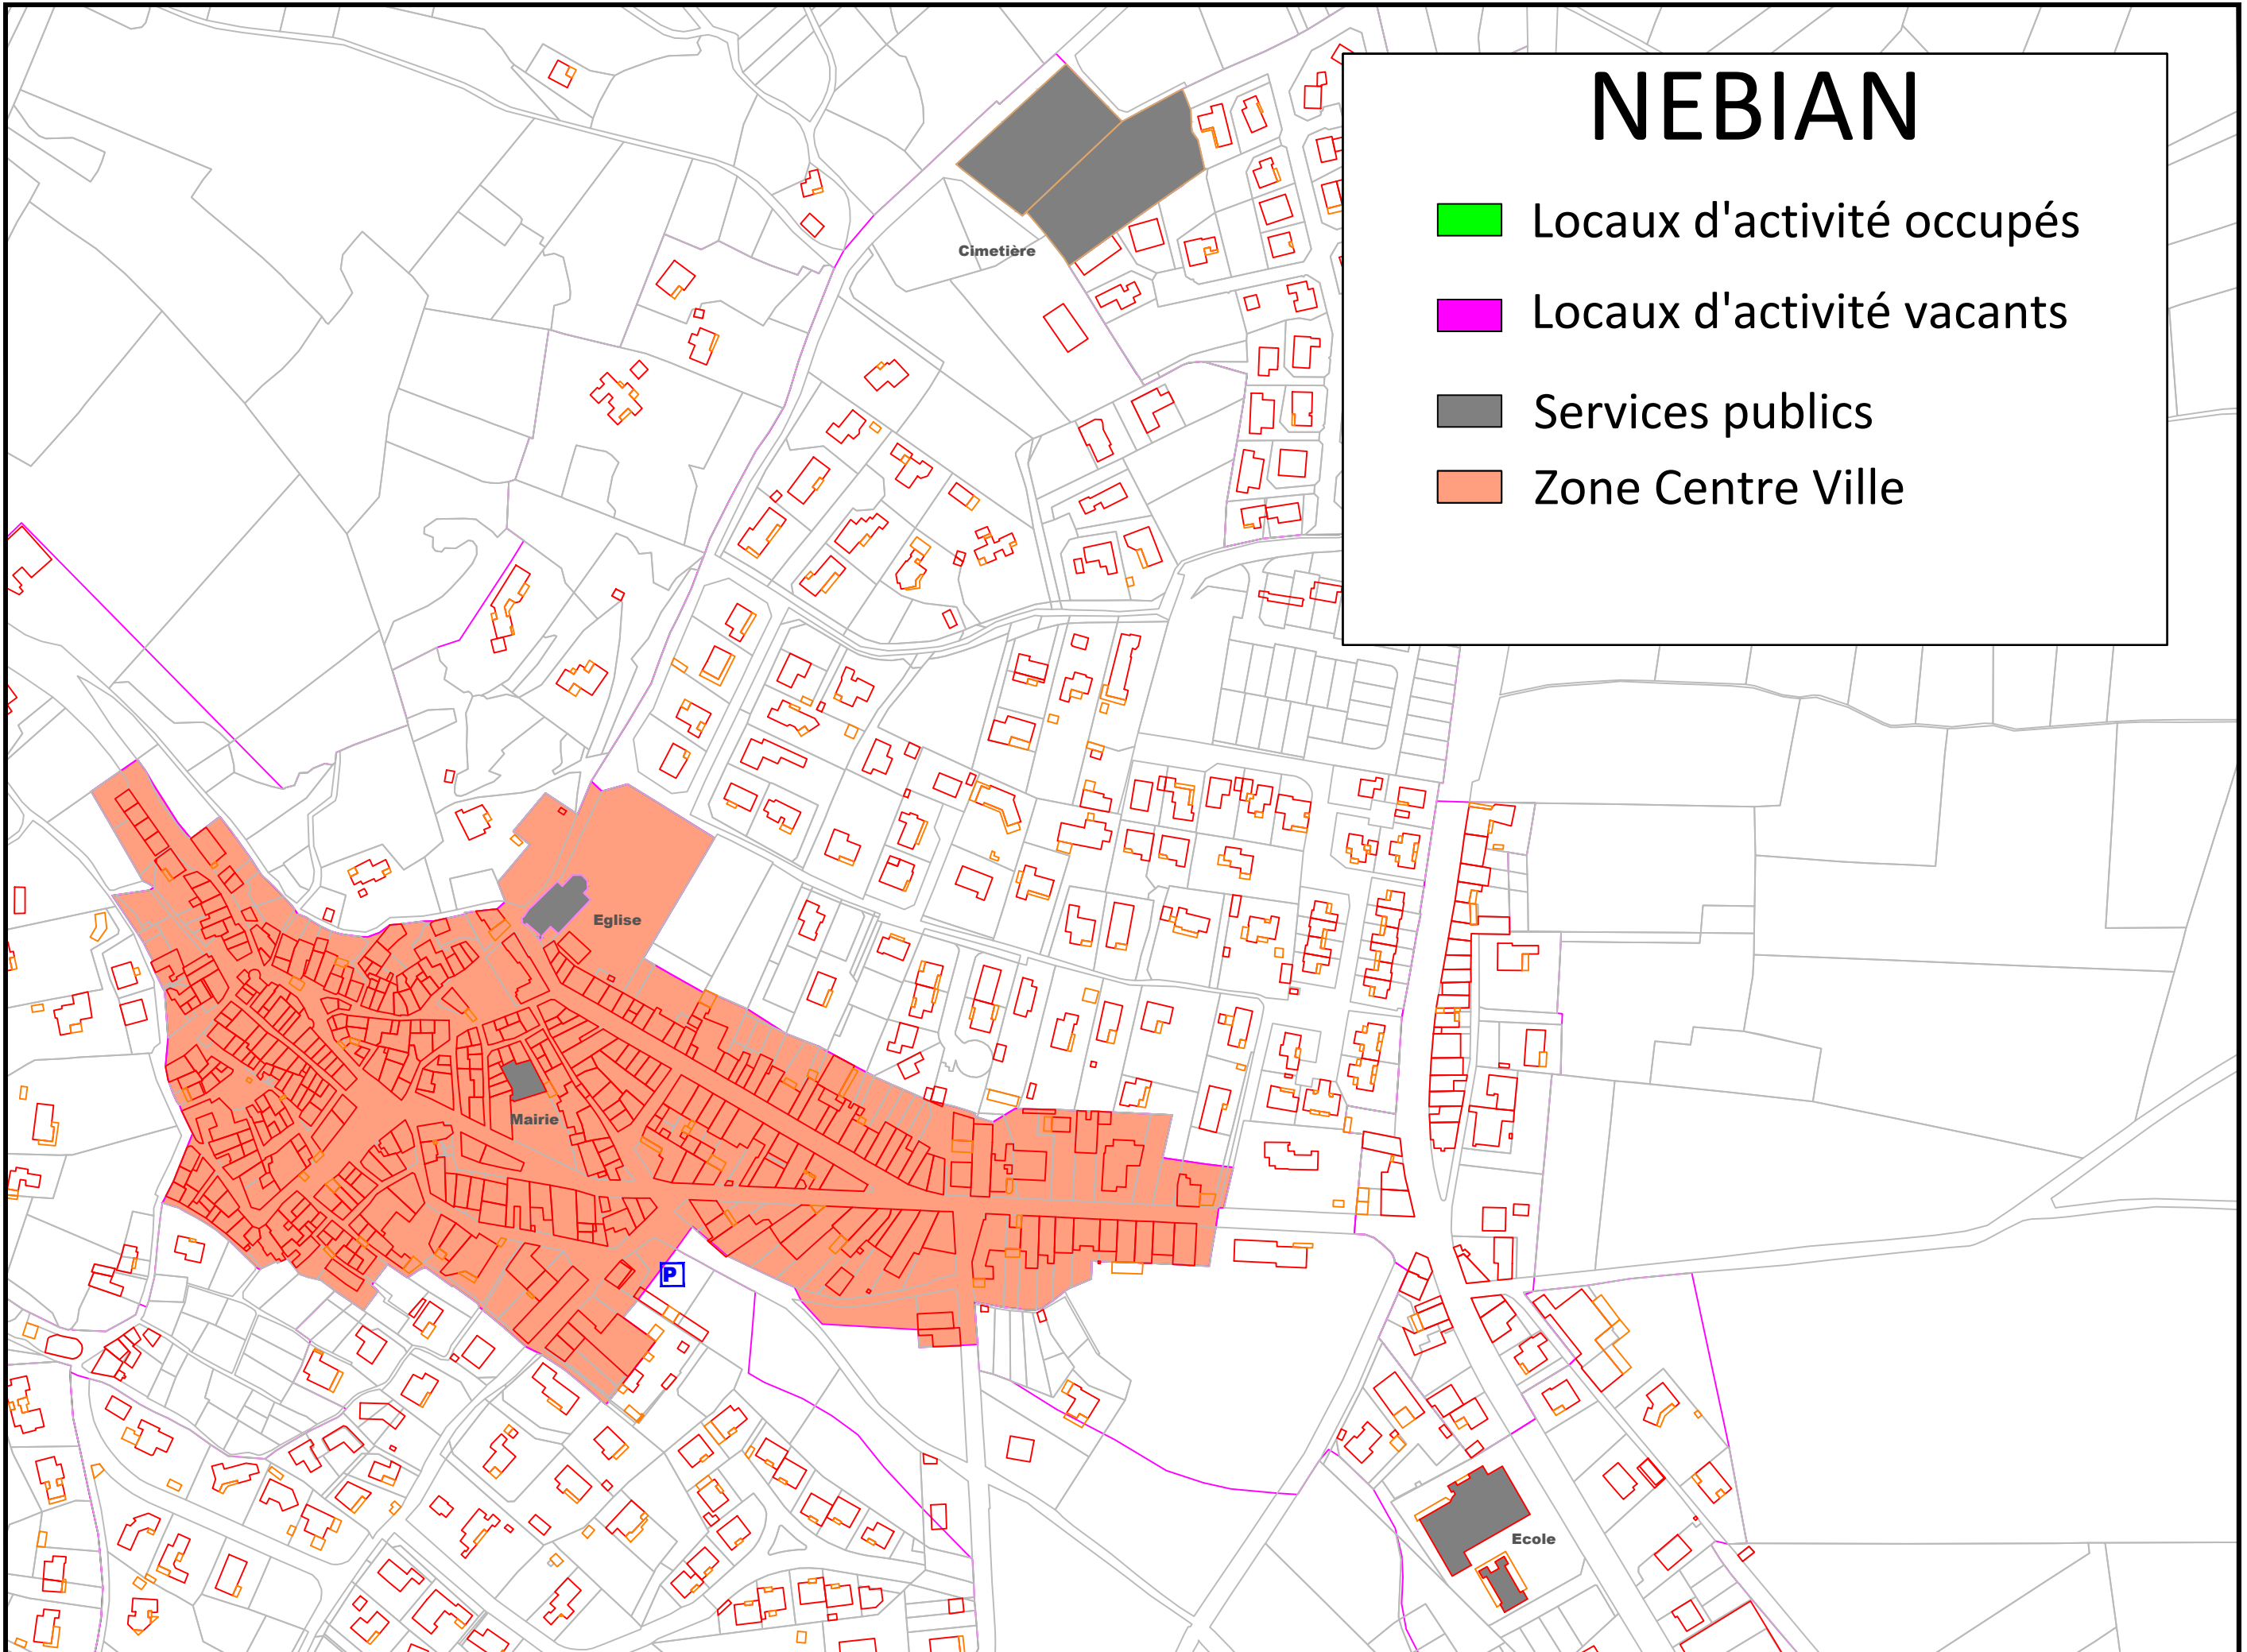 NEBIAN
Locaux d'activité occupés
Locaux d'activité vacants
Services publics
Zone Centre Ville
Cimetière
Eglise
Mairie
P
Ecole